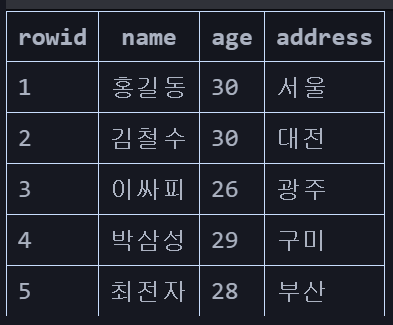 rowid name age address
1 홍길동 30 서울
2 김철수 30 대전
3 이싸피 26 광주
4 박삼성 29 구미
5 최전자 28 부산